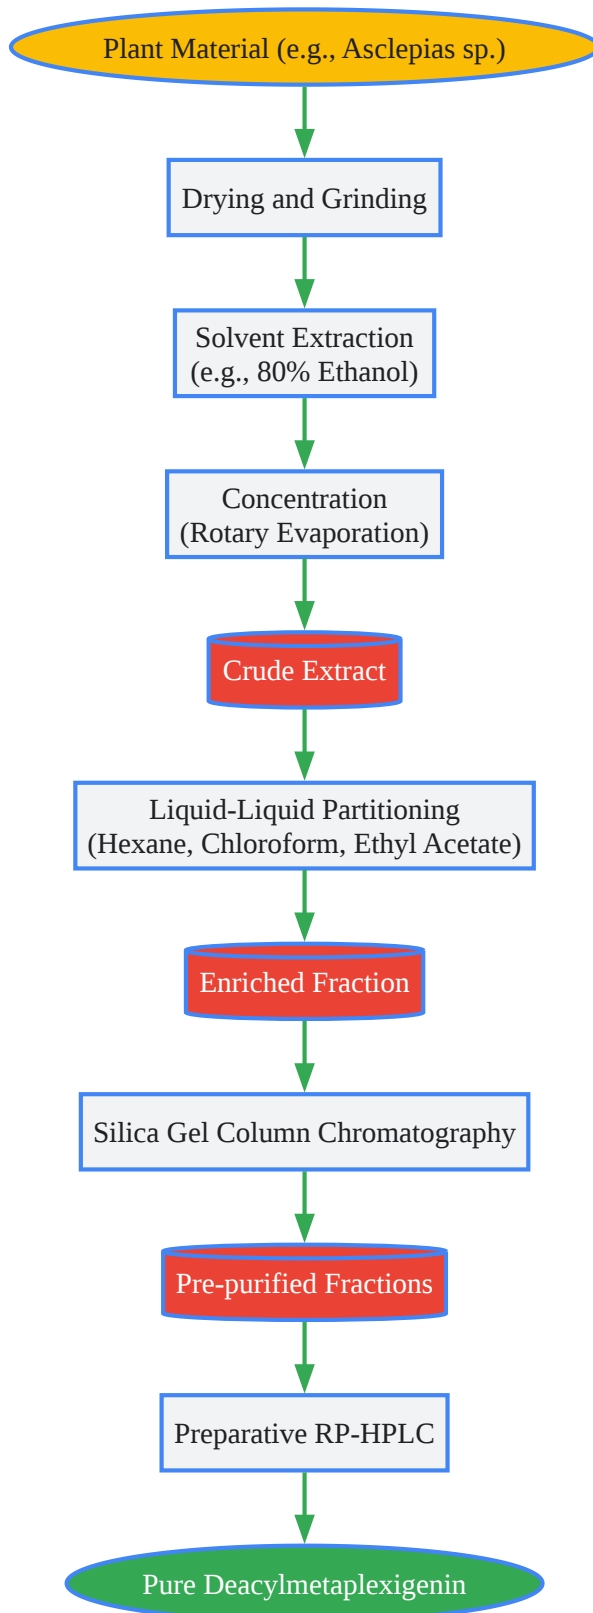 Plant Material (e.g., Asclepias sp.)
Drying and Grinding
Solvent Extraction
(e.g., 80% Ethanol)
Concentration
(Rotary Evaporation)
Crude Extract
Liquid-Liquid Partitioning
(Hexane, Chloroform, Ethyl Acetate)
Enriched Fraction
Silica Gel Column Chromatography
Pre-purified Fractions
Preparative RP-HPLC
Pure Deacylmetaplexigenin